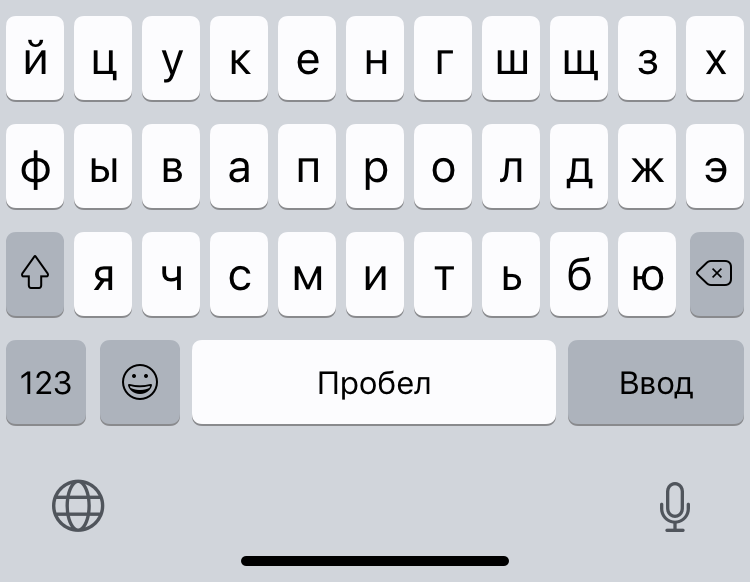 й ц у к е н г ш щ з х
ф ы в а п р о л д ж э
я ч с м и т ь б ю
123 Пробел Ввод